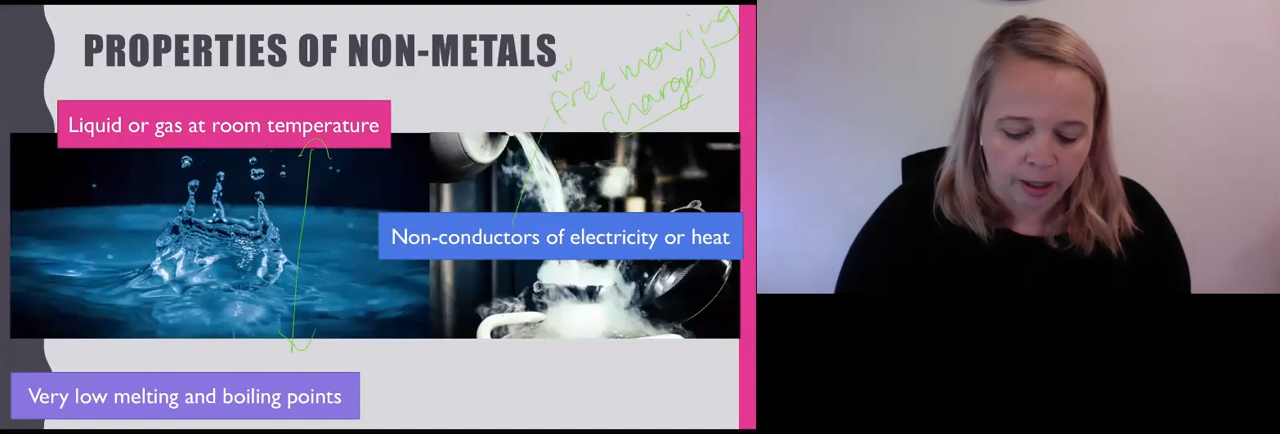 PROPERTIES OF NON-METALS
no
free moving
charged
Liquid or gas at room temperature
Non-conductors of electricity or heat
Very low melting and boiling points